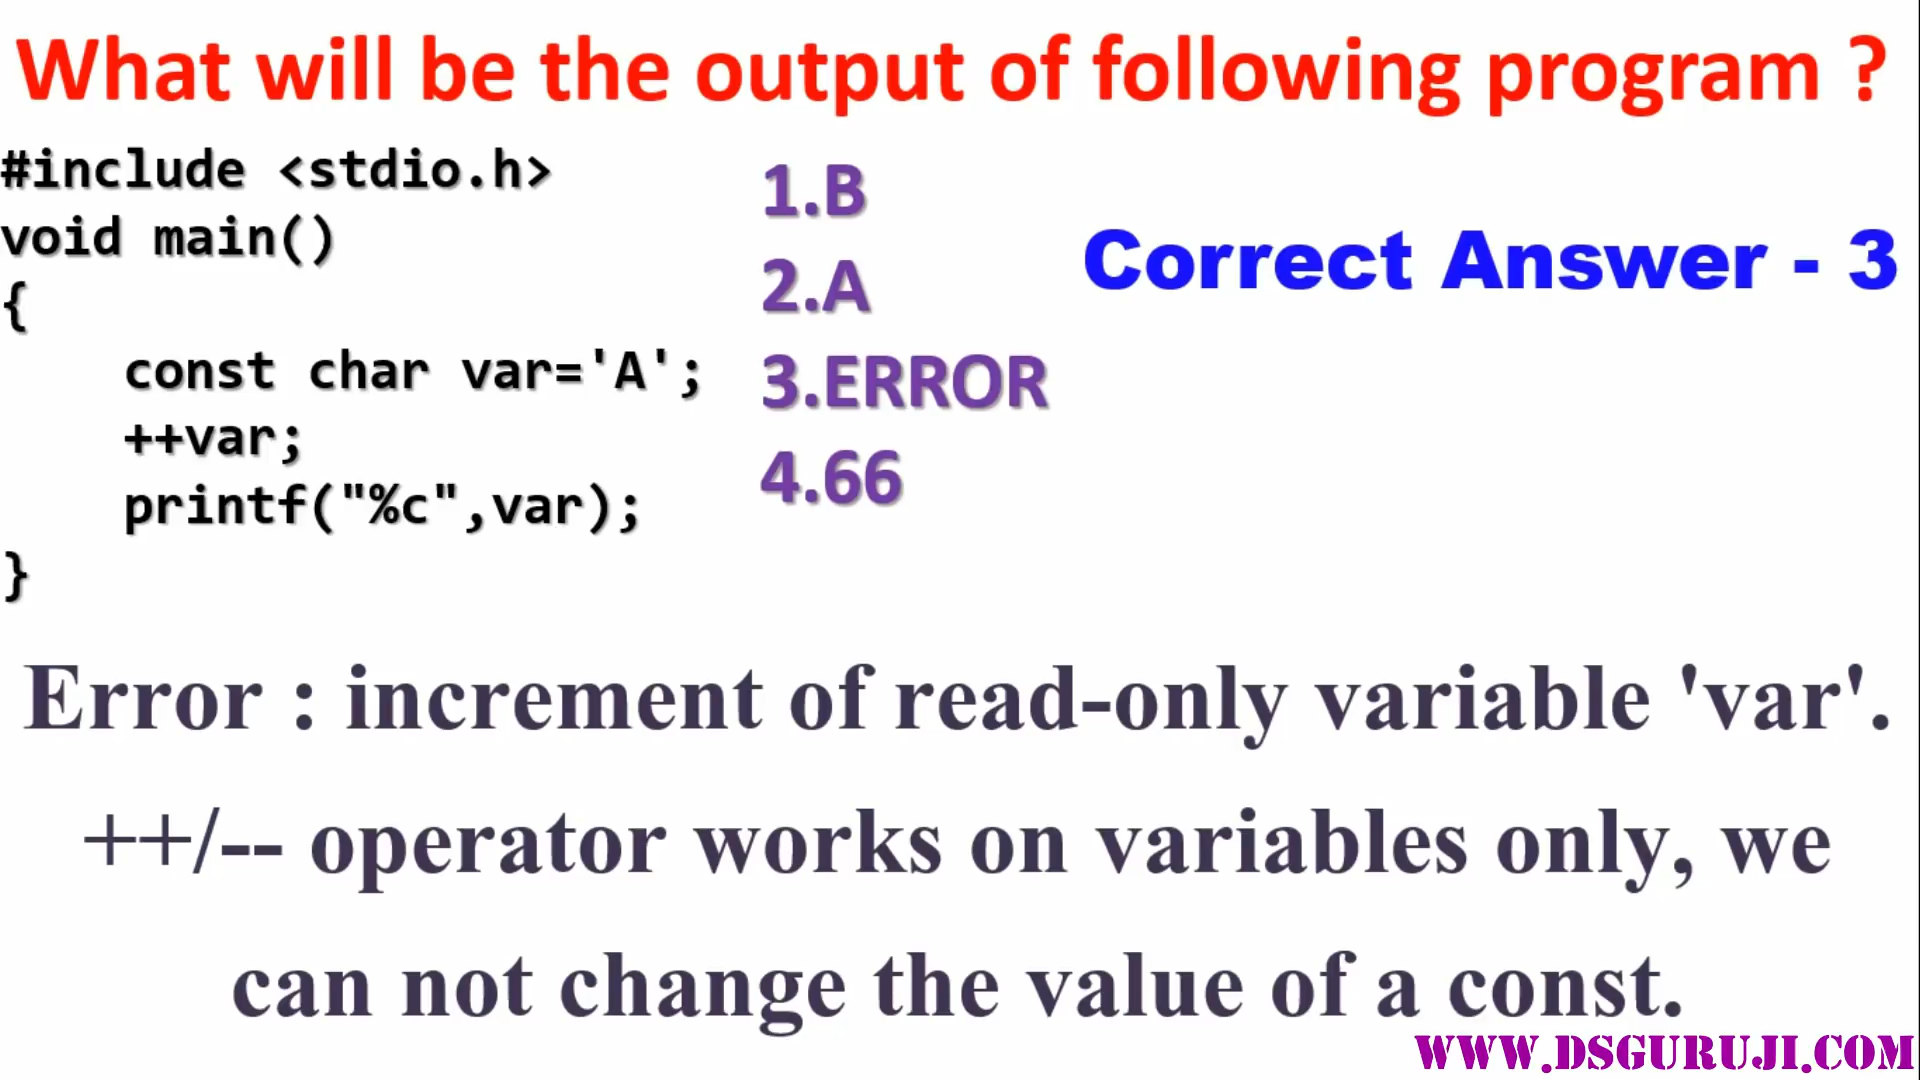 What will be the output of following program ?
#include <stdio.h>
void main()
{
    const char var='A';
    ++var;
    printf("%c",var);
}
1.B
2.A
3.ERROR
4.66
Correct Answer - 3
Error : increment of read-only variable 'var'.
++/-- operator works on variables only, we
can not change the value of a const.
WWW.DSGURUJI.COM